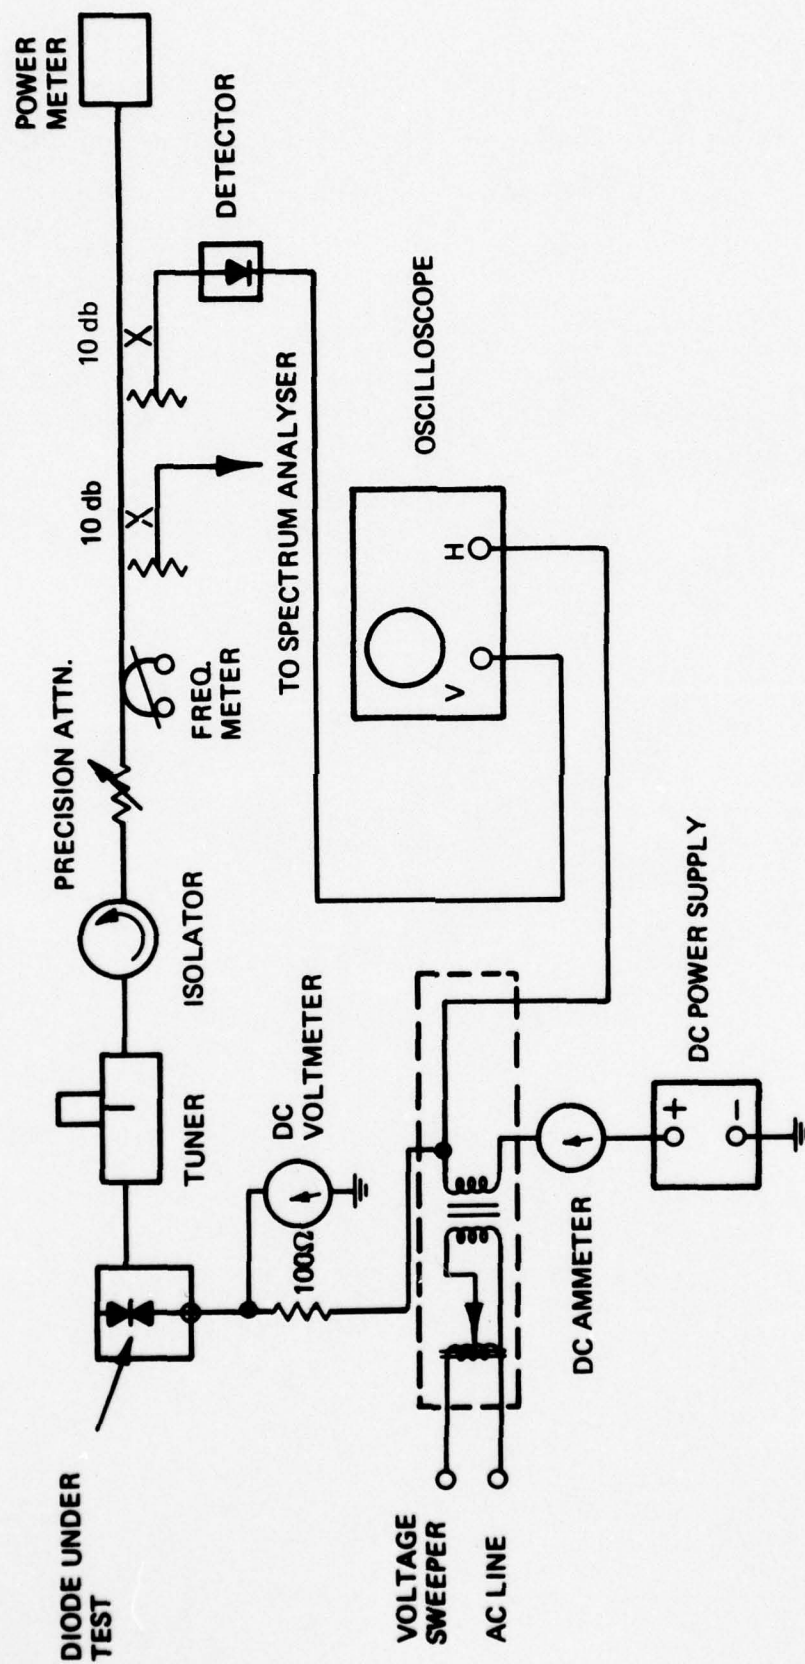 DIODE UNDER
TEST
TUNER
ISOLATOR
PRECISION ATTN.
FREQ.
METER
10 db
10 db
POWER
METER
DETECTOR
TO SPECTRUM ANALYSER
DC
VOLTMETER
100Ω
OSCILLOSCOPE
V
H
VOLTAGE
SWEEPER
AC LINE
DC AMMETER
+
−
DC POWER SUPPLY